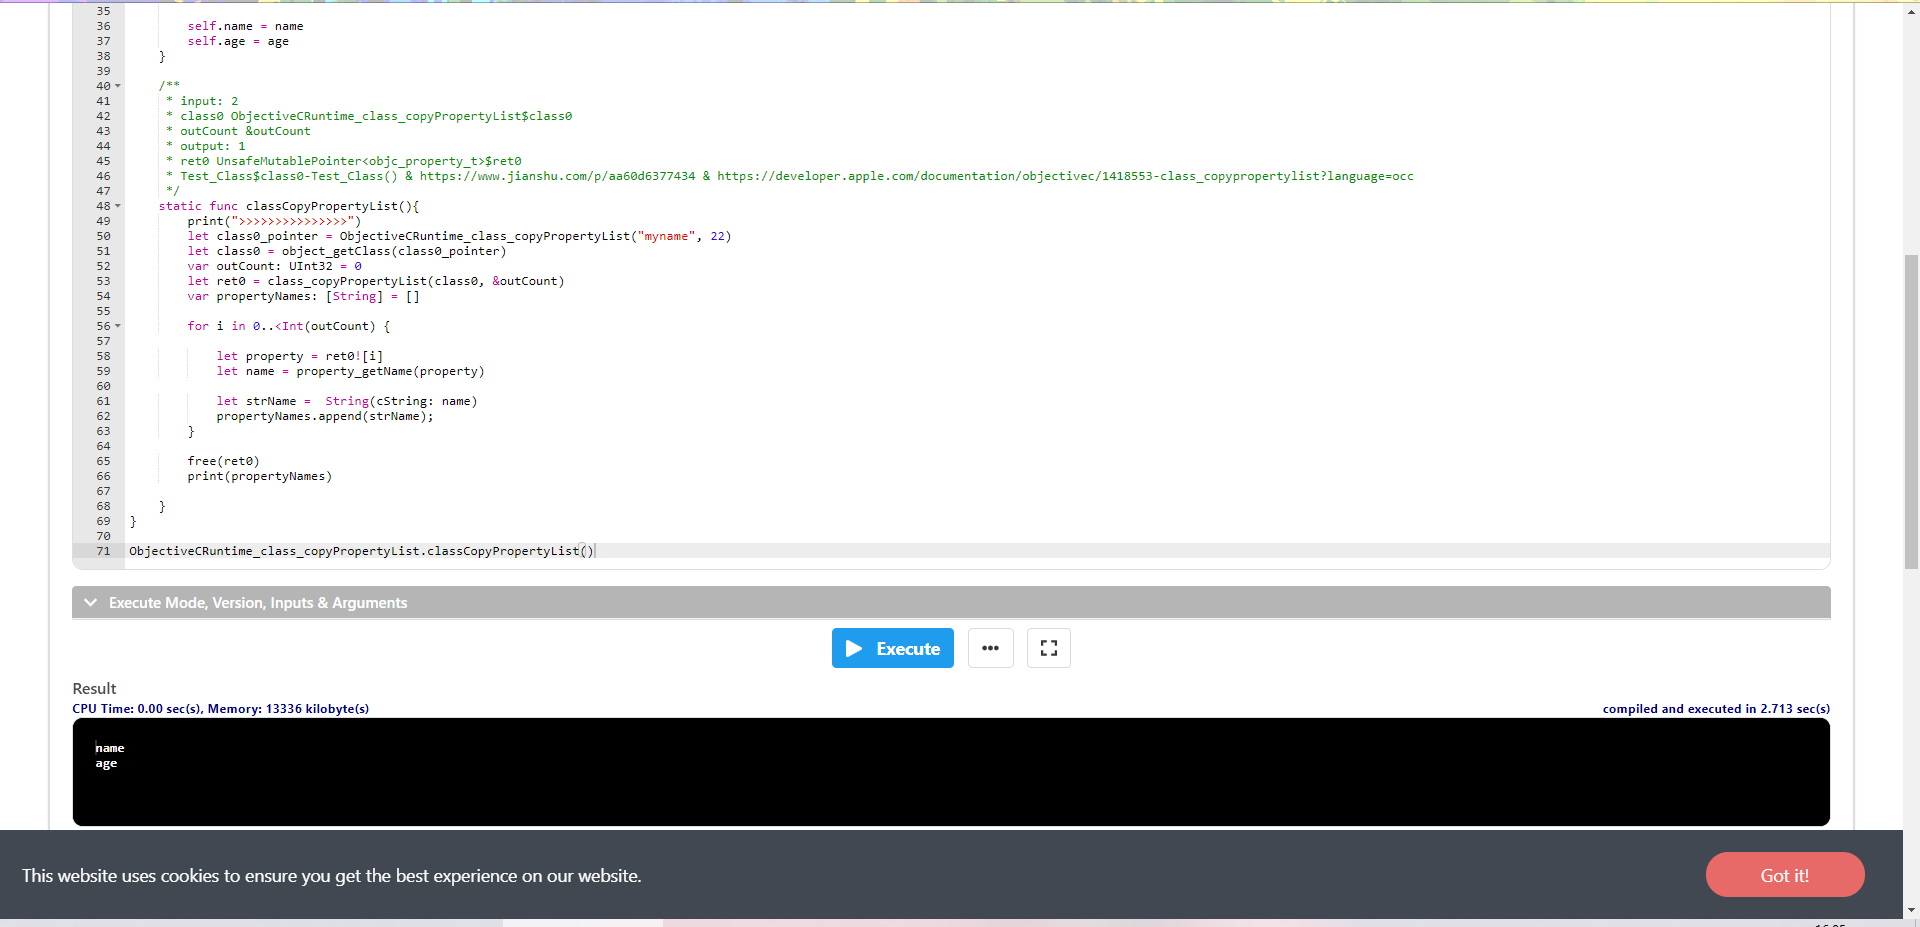 35
36 self.name = name
37 self.age = age
38 }
39
40 /**
41 * input: 2
42 * class0 ObjectiveCRuntime_class_copyPropertyList$class0
43 * outCount &outCount
44 * output: 1
45 * ret0 UnsafeMutablePointer<objc_property_t>$ret0
46 * Test_Class$class0-Test_Class() & https://www.jianshu.com/p/aa60d6377434 & https://developer.apple.com/documentation/objectivec/1418553-class_copypropertylist?language=occ
47 */
48 static func classCopyPropertyList(){
49 print(">>>>>>>>>>>>>>>")
50 let class0_pointer = ObjectiveCRuntime_class_copyPropertyList("myname", 22)
51 let class0 = object_getClass(class0_pointer)
52 var outCount: UInt32 = 0
53 let ret0 = class_copyPropertyList(class0, &outCount)
54 var propertyNames: [String] = []
55
56 for i in 0..<Int(outCount) {
57
58 let property = ret0![i]
59 let name = property_getName(property)
60
61 let strName =  String(cString: name)
62 propertyNames.append(strName);
63 }
64
65 free(ret0)
66 print(propertyNames)
67
68 }
69 }
70
71 ObjectiveCRuntime_class_copyPropertyList.classCopyPropertyList()
Execute Mode, Version, Inputs & Arguments
Execute
Result
CPU Time: 0.00 sec(s), Memory: 13336 kilobyte(s) compiled and executed in 2.713 sec(s)
name
age
This website uses cookies to ensure you get the best experience on our website. Got it!